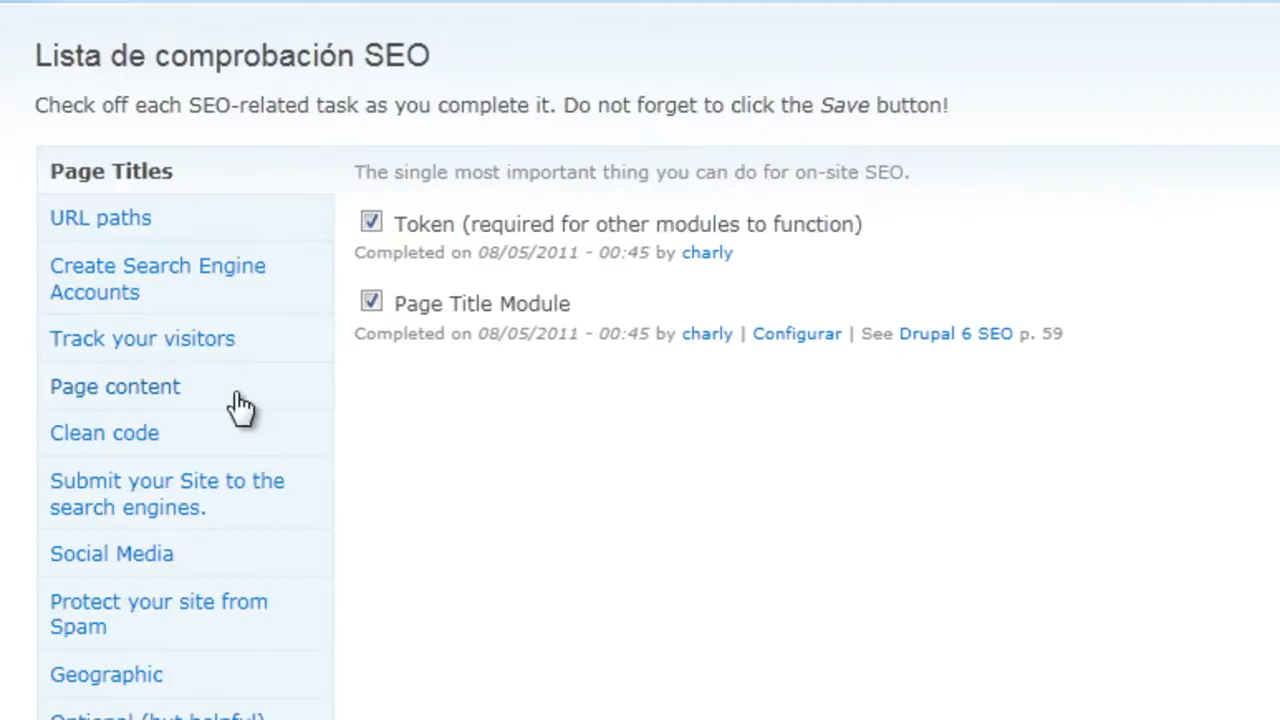 Lista de comprobación SEO
Check off each SEO-related task as you complete it. Do not forget to click the Save button!
Page Titles
The single most important thing you can do for on-site SEO.
URL paths
Token (required for other modules to function)
Completed on 08/05/2011 - 00:45 by charly
Create Search Engine
Accounts
Page Title Module
Completed on 08/05/2011 - 00:45 by charly | Configurar | See Drupal 6 SEO p. 59
Track your visitors
Page content
Clean code
Submit your Site to the
search engines.
Social Media
Protect your site from
Spam
Geographic
Optional (but helpful)